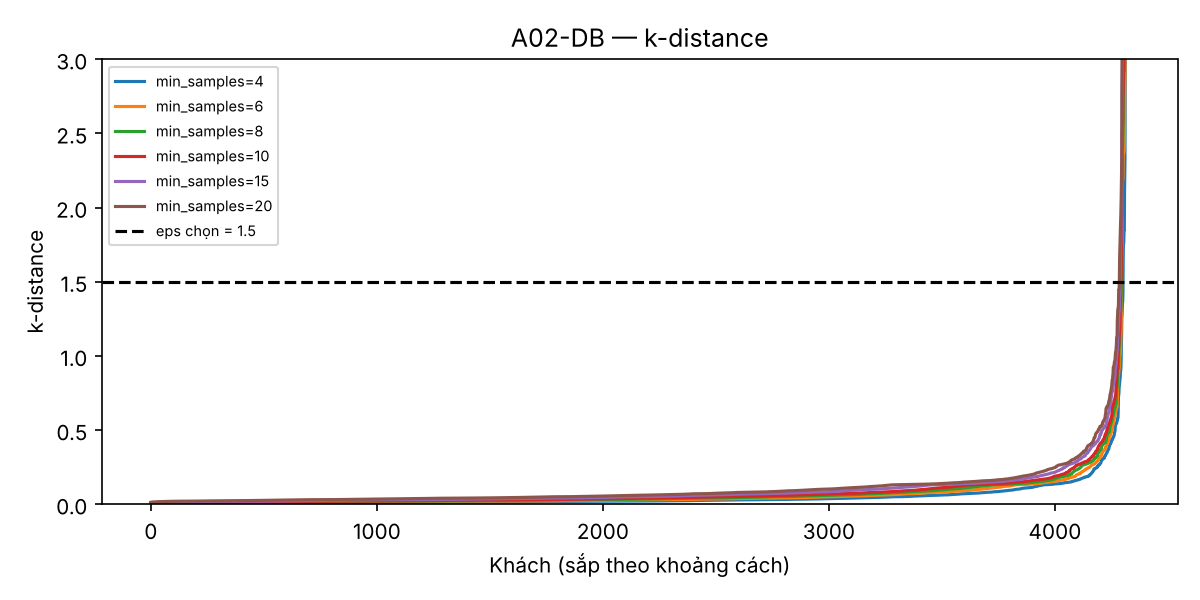 A02-DB — k-distance
3.0
2.5
2.0
1.5
1.0
0.5
0.0
k-distance
min_samples=4
min_samples=6
min_samples=8
min_samples=10
min_samples=15
min_samples=20
eps chọn = 1.5
0 1000 2000 3000 4000
Khách (sắp theo khoảng cách)